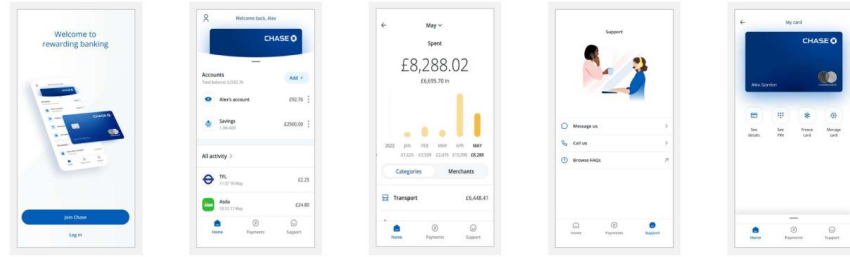 Welcome to
rewarding banking
Join Chase
Log in
Welcome back, Alex
CHASE
Accounts
Add +
Alex's account
£92.76
Savings
£2500.00
All activity >
TFL
£2.25
Asda
£24.80
Home
Payments
Support
May
Spent
£8,288.02
£6,695.70 in
2022 JAN FEB MAR APR MAY
£8,288
Categories
Merchants
Transport
£6,448.41
Home
Payments
Support
Support
Message us
Call us
Browse FAQs
Home
Payments
Support
My card
CHASE
Alex Gordon
See
details
See
PIN
Freeze
card
Manage
card
Home
Payments
Support